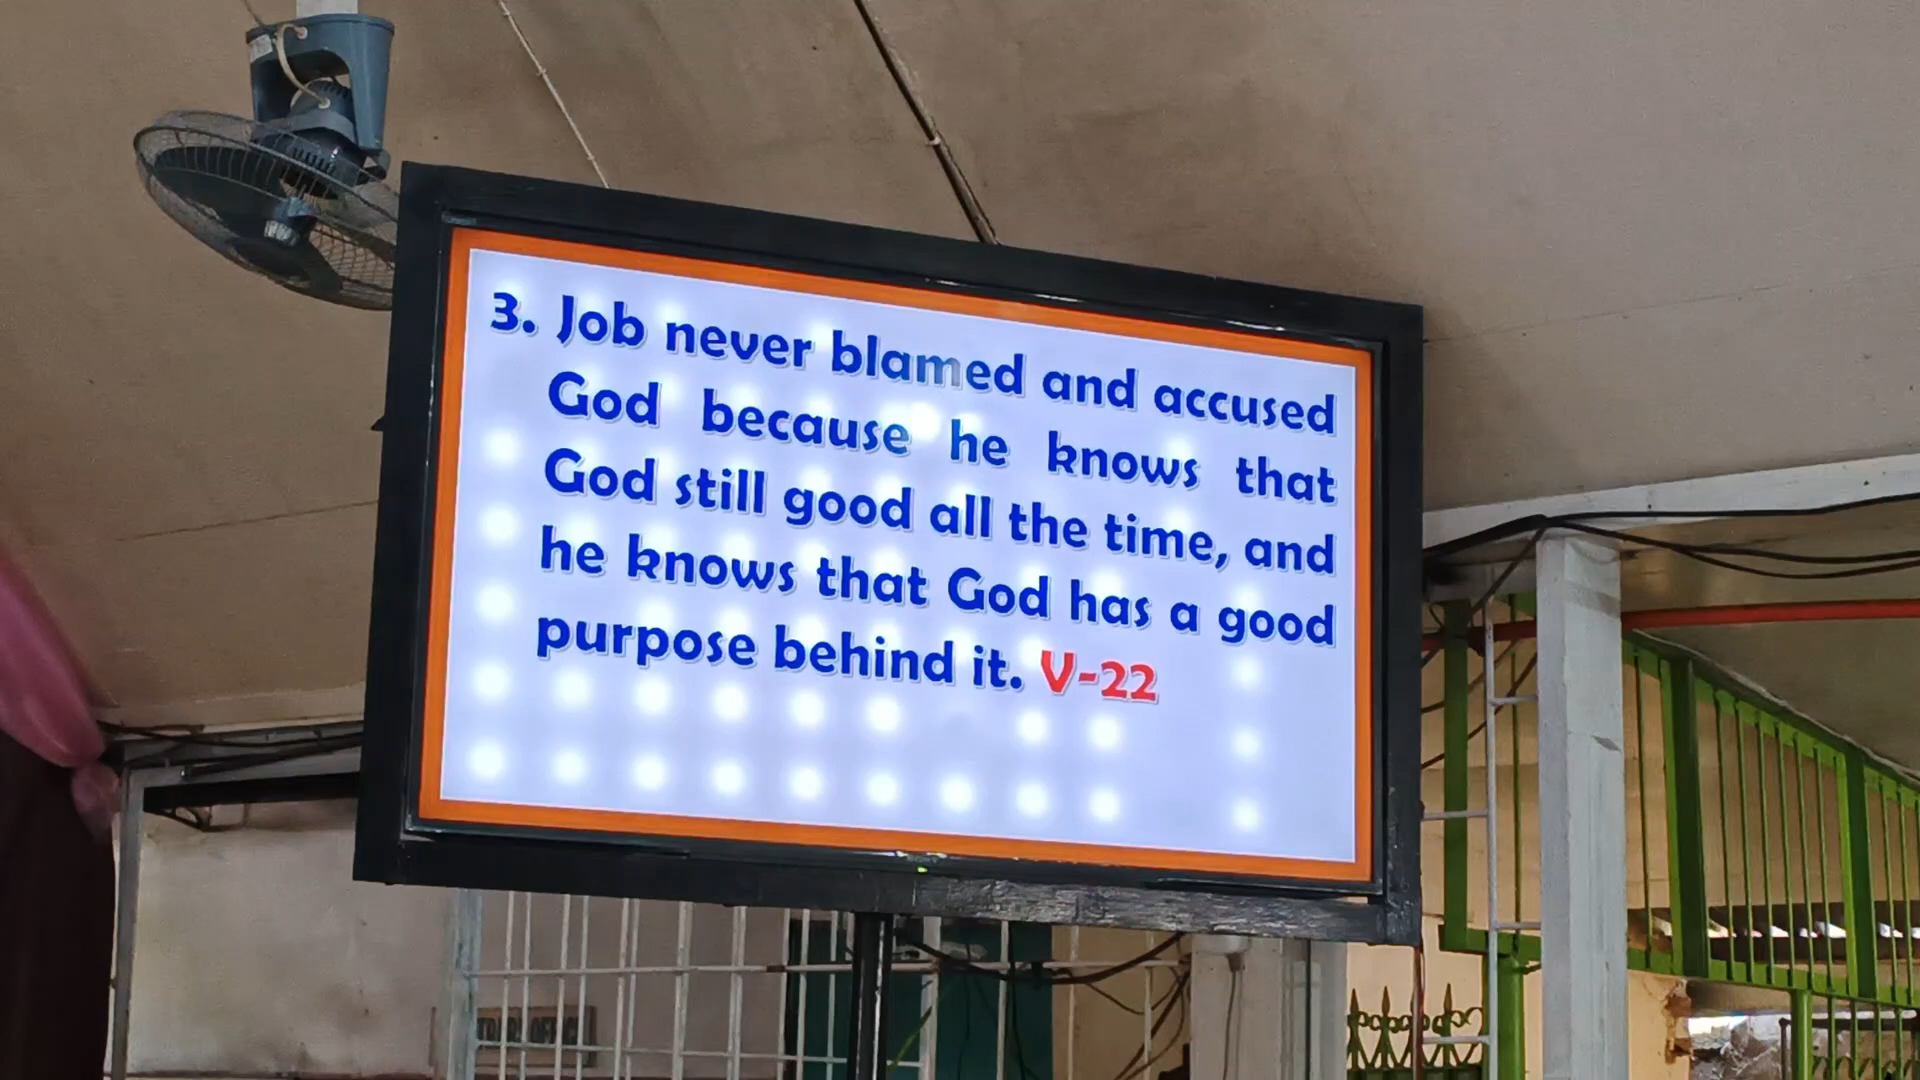 3. Job never blamed and accused
God because he knows that
God still good all the time, and
he knows that God has a good
purpose behind it. V-22